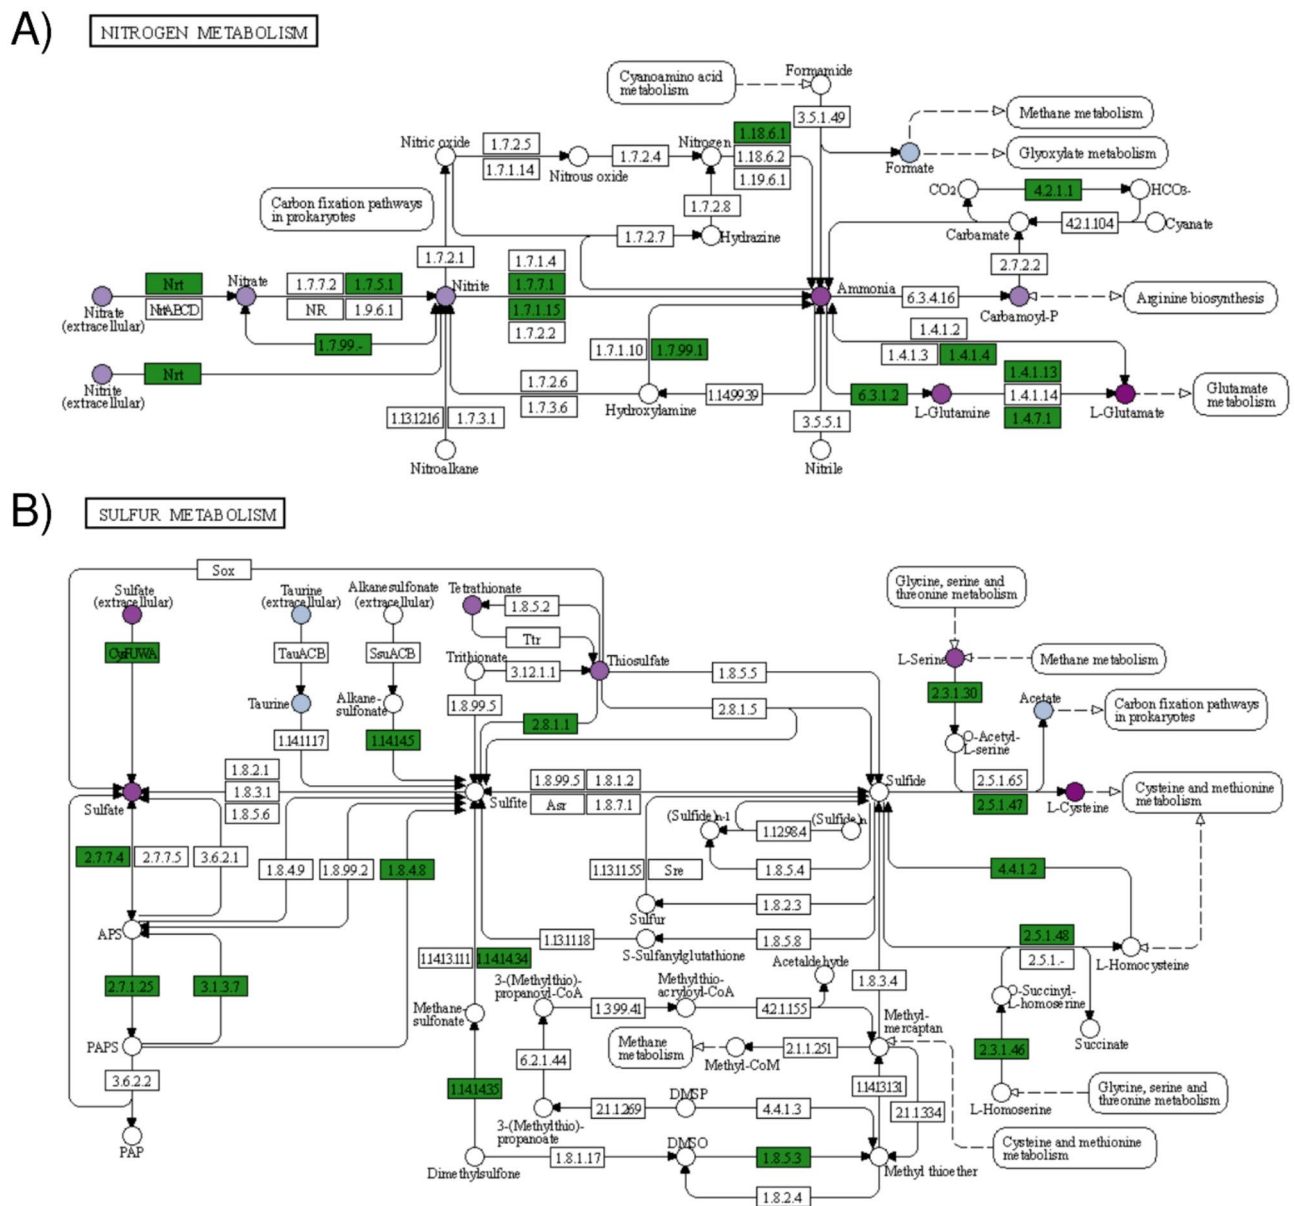 A)
NITROGEN METABOLISM
Cyanoamino acid
metabolism
Formamide
3.5.1.49
Methane metabolism
Glyoxylate metabolism
Formate
Nitric oxide
1.7.2.5
1.7.1.14
Nitrous oxide
1.7.2.4
Nitrogen
1.18.6.1
1.18.6.2
1.19.6.1
CO2
4.2.1.1
HCO3-
Carbon fixation pathways
in prokaryotes
1.7.2.8
1.7.2.7
Hydrazine
Carbamate
4.2.1.104
Cyanate
1.7.2.1
1.7.1.4
2.7.2.2
Nrt
Nitrate
1.7.7.2
1.7.5.1
Nitrite
1.7.7.1
Ammonia
6.3.4.16
Arginine biosynthesis
Nitrate
(extracellular)
NrtABCD
NR
1.9.6.1
1.7.1.15
Carbamoyl-P
1.7.2.2
1.4.1.2
1.7.99.-
1.7.1.10
1.7.99.1
1.4.1.3
1.4.1.4
Nrt
1.4.1.13
Nitrite
(extracellular)
1.7.2.6
1.7.3.6
Hydroxylamine
1.14.99.39
6.3.1.2
L-Glutamine
1.4.1.14
1.4.7.1
L-Glutamate
Glutamate
metabolism
1.13.12.16
1.7.3.1
3.5.5.1
Nitroalkane
Nitrile
B)
SULFUR METABOLISM
Sox
Sulfate
(extracellular)
Taurine
(extracellular)
Alkanesulfonate
(extracellular)
Tetrathionate
1.8.5.2
Glycine, serine and
threonine metabolism
CysPUWA
TauACB
SsuACB
Ttr
Trithionate
3.12.1.1
Thiosulfate
1.8.5.5
L-Serine
Methane metabolism
Taurine
Alkane-
sulfonate
1.8.99.5
2.8.1.1
2.8.1.5
2.3.1.30
Acetate
Carbon fixation pathways
in prokaryotes
1.14.11.17
1.14.14.5
O-Acetyl-
L-serine
1.8.2.1
1.8.3.1
1.8.5.6
Sulfate
Sulfite
1.8.99.5
1.8.1.2
Asr
1.8.7.1
Sulfide
2.5.1.65
2.5.1.47
L-Cysteine
Cysteine and methionine
metabolism
(Sulfide)n-1
1.12.98.4
(Sulfide)n
2.7.7.4
2.7.7.5
3.6.2.1
1.8.4.9
1.8.99.2
1.8.4.8
1.13.11.55
Sre
1.8.5.4
4.4.1.2
Sulfur
1.8.2.3
APS
1.13.11.18
S-Sulfanylglutathione
1.8.5.8
2.5.1.48
2.5.1.-
L-Homocysteine
1.14.13.111
1.14.14.34
Acetaldehyde
2.7.1.25
3.1.3.7
3-(Methylthio)-
propanoyl-CoA
Methylthio-
acryloyl-CoA
1.8.3.4
O-Succinyl-
L-homoserine
Methane-
sulfonate
1.3.99.41
4.2.1.155
Methyl-
mercaptan
Succinate
PAPS
6.2.1.44
Methane
metabolism
Methyl-CoM
2.1.1.251
2.3.1.46
3.6.2.2
1.14.14.35
1.14.13.131
L-Homoserine
Glycine, serine and
threonine metabolism
2.1.1.269
DMSP
4.4.1.3
2.1.1.334
3-(Methylthio)-
propanoate
PAP
DMSO
Cysteine and methionine
metabolism
Dimethylsulfone
1.8.1.17
1.8.5.3
Methyl thioether
1.8.2.4